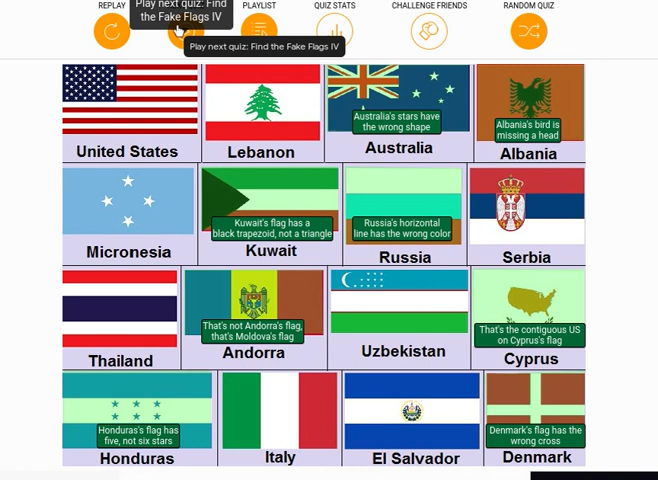 REPLAY
PLAYLIST
QUIZ STATS
CHALLENGE FRIENDS
RANDOM QUIZ
Play next quiz: Find
the Fake Flags IV
Play next quiz: Find the Fake Flags IV
United States
Lebanon
Australia's stars have
the wrong shape
Australia
Albania's bird is
missing a head
Albania
Micronesia
Kuwait's flag has a
black trapezoid, not a triangle
Kuwait
Russia's horizontal
line has the wrong color
Russia
Serbia
Thailand
That's not Andorra's flag,
that's Moldova's flag
Andorra
Uzbekistan
That's the contiguous US
on Cyprus's flag
Cyprus
Honduras's flag has
five, not six stars
Honduras
Italy
El Salvador
Denmark's flag has the
wrong cross
Denmark